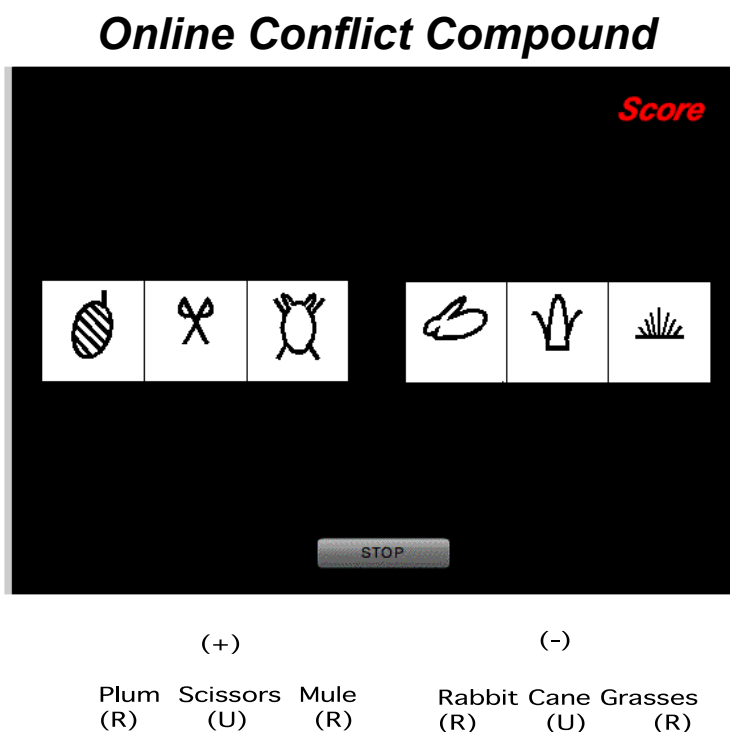 Online Conflict Compound
Score
STOP
(+) (-)
Plum Scissors Mule Rabbit Cane Grasses
(R) (U) (R) (R) (U) (R)